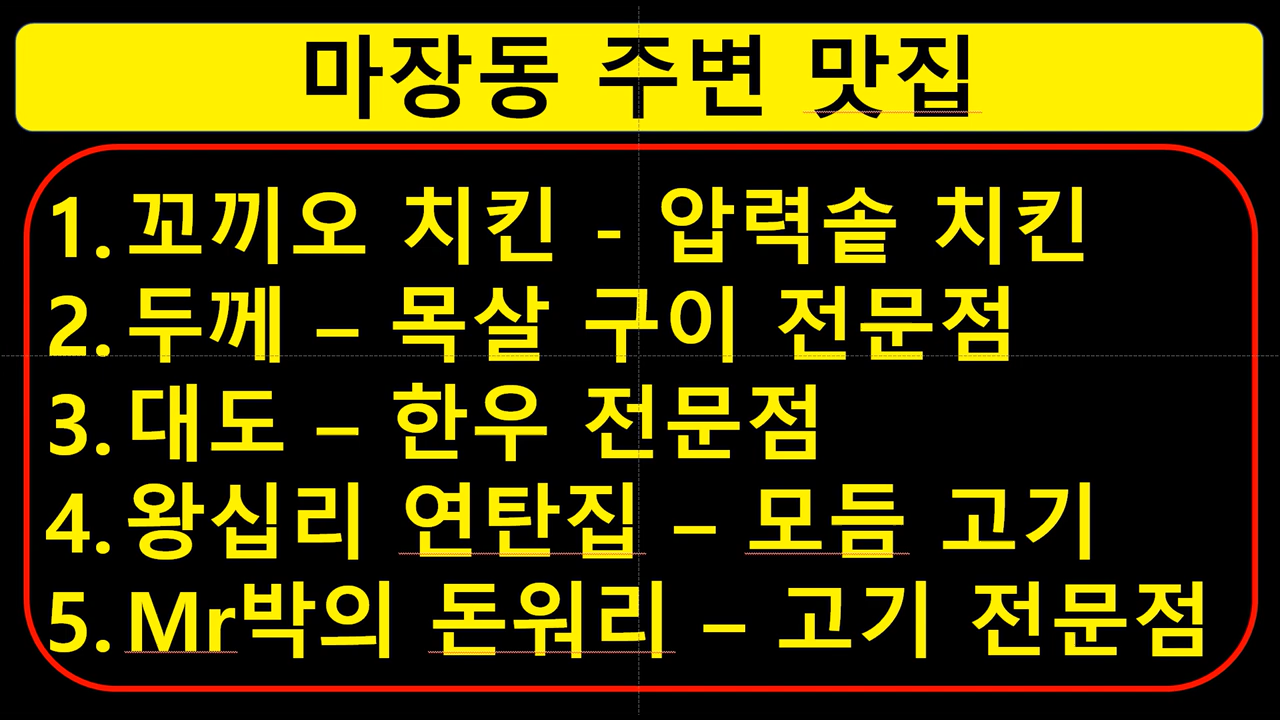 마장동 주변 맛집
1. 꼬끼오 치킨 - 압력솥 치킨
2. 두께 – 목살 구이 전문점
3. 대도 – 한우 전문점
4. 왕십리 연탄집 – 모듬 고기
5. Mr박의 돈워리 – 고기 전문점